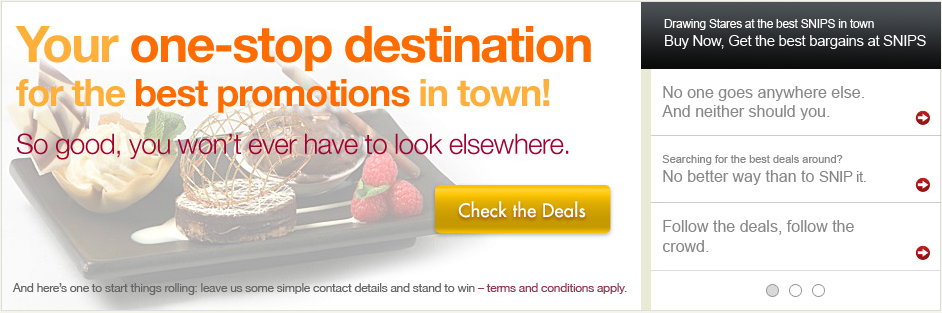 Your one-stop destination
for the best promotions in town!
So good, you won't ever have to look elsewhere.
Check the Deals
And here's one to start things rolling: leave us some simple contact details and stand to win – terms and conditions apply.
Drawing Stares at the best SNIPS in town
Buy Now, Get the best bargains at SNIPS
No one goes anywhere else.
And neither should you.
Searching for the best deals around?
No better way than to SNIP it.
Follow the deals, follow the
crowd.